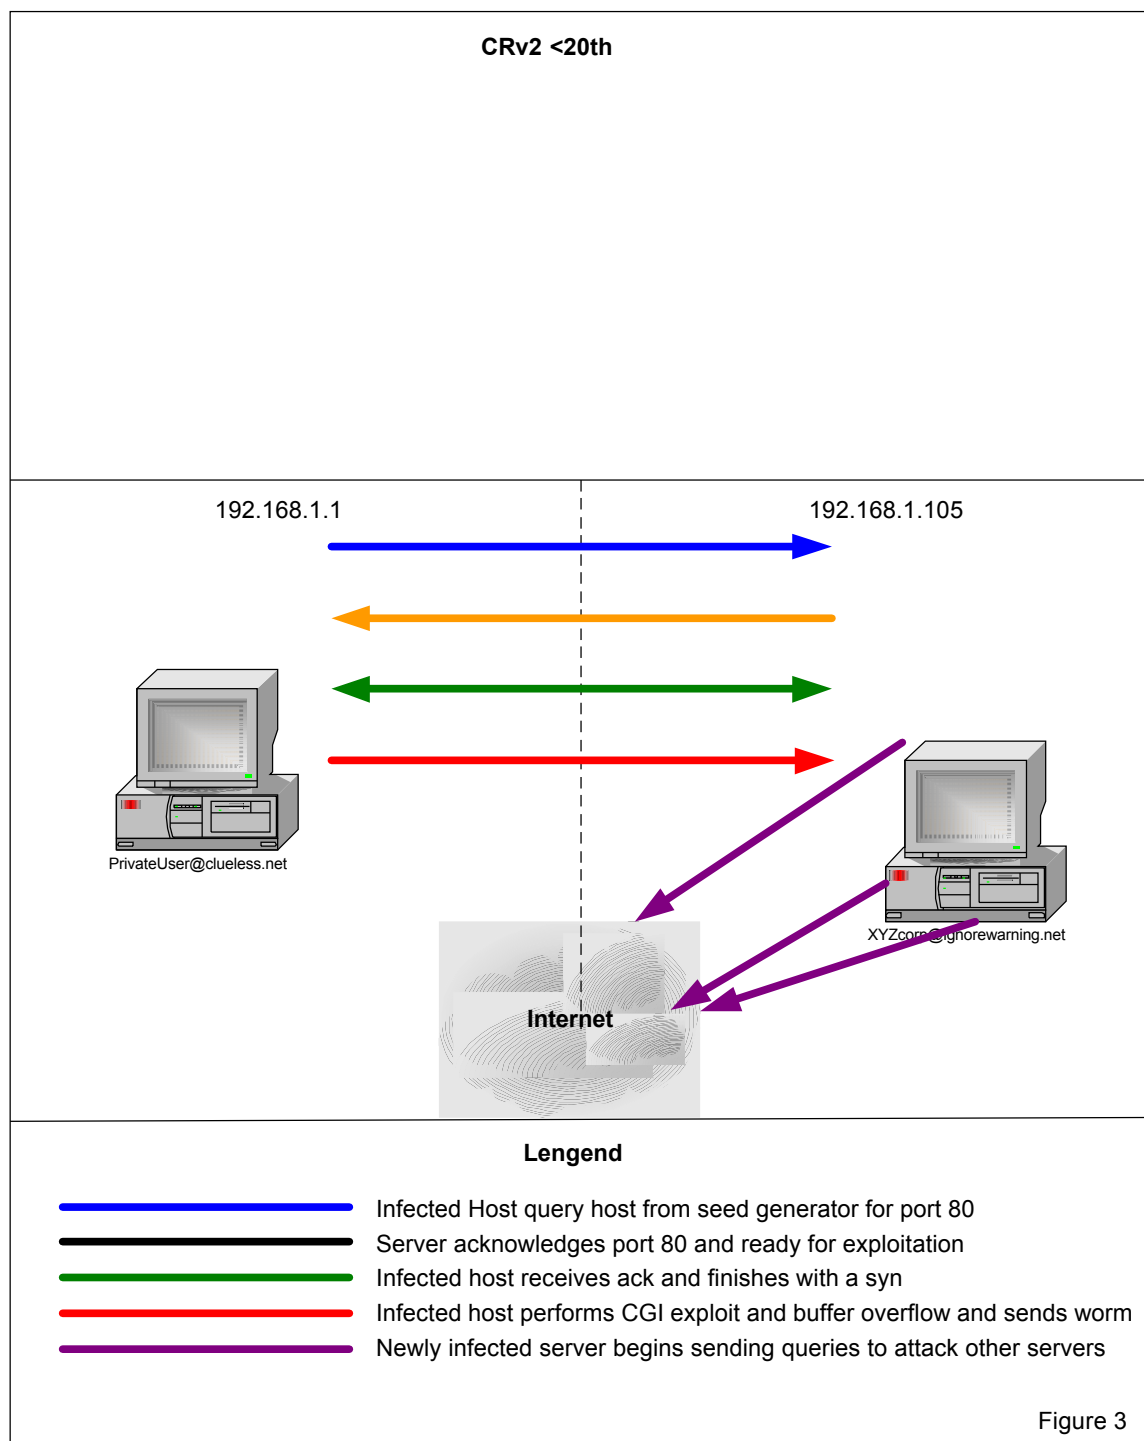 CRv2 <20th
192.168.1.1
192.168.1.105
PrivateUser@clueless.net
XYZcorp@ignorewarning.net
Internet
Lengend
Infected Host query host from seed generator for port 80
Server acknowledges port 80 and ready for exploitation
Infected host receives ack and finishes with a syn
Infected host performs CGI exploit and buffer overflow and sends worm
Newly infected server begins sending queries to attack other servers
Figure 3